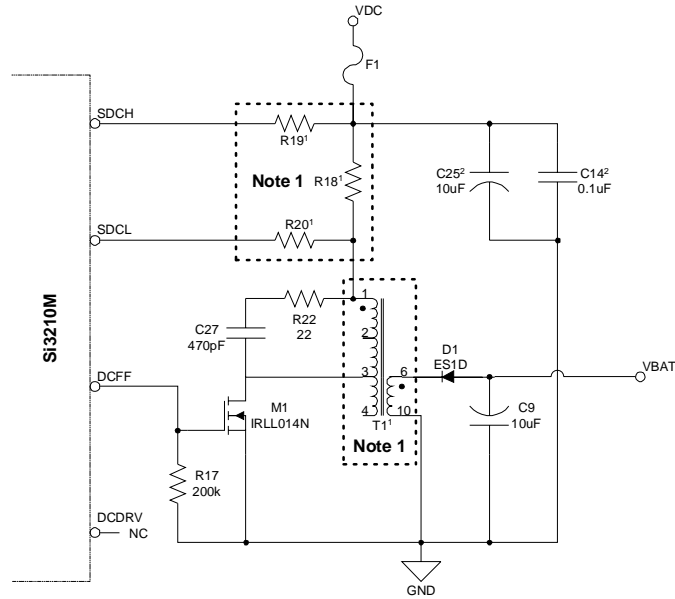 VDC
F1
SDCH
R19¹
R18¹
Note 1
C25²
10uF
C14²
0.1uF
SDCL
R20¹
Si3210M
1
R22
22
C27
470pF
2
D1
ES1D
DCFF
3
6
VBAT
M1
IRLL014N
4
10
T1¹
C9
10uF
Note 1
R17
200k
DCDRV
NC
GND